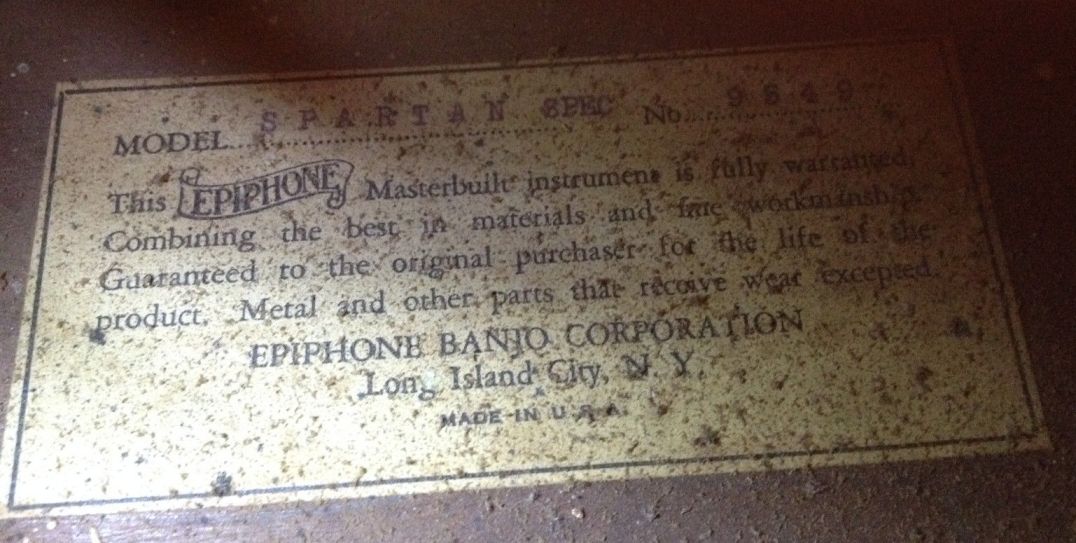 MODEL SPARTAN SPEC No. 9849
This EPIPHONE Masterbuilt instrument is fully warranted.
Combining the best in materials and fine workmanship.
Guaranteed to the original purchaser for the life of the
product. Metal and other parts that receive wear excepted.
EPIPHONE BANJO CORPORATION
Long Island City, N. Y.
MADE IN U.S.A.